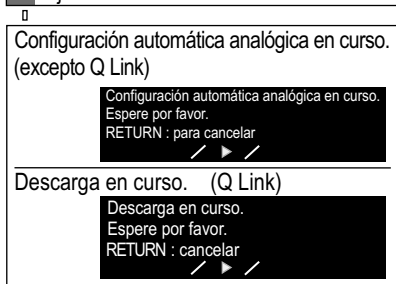 Configuración automática analógica en curso.
(excepto Q Link)
Configuración automática analógica en curso.
Espere por favor.
RETURN : para cancelar
Descarga en curso. (Q Link)
Descarga en curso.
Espere por favor.
RETURN : cancelar